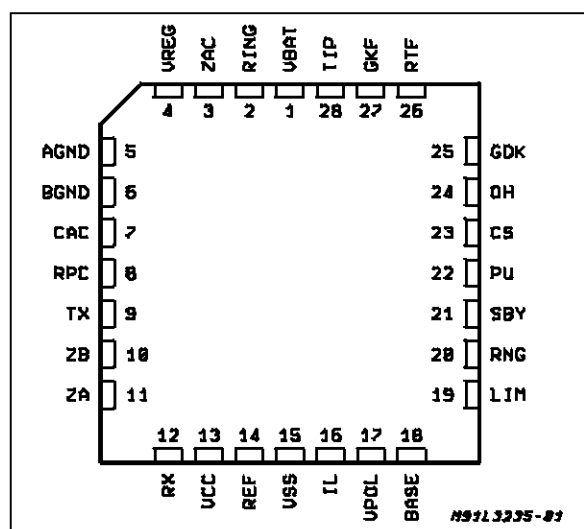 VREG ZAC RING VBAT TIP GKF RTF
4 3 2 1 28 27 26
AGND 5 25 GDK
BGND 6 24 OH
CAC 7 23 CS
RPC 8 22 PU
TX 9 21 SBY
ZB 10 20 RNG
ZA 11 19 LIM
12 13 14 15 16 17 18
RX VCC REF VSS IL VPOL BASE
M91L3235-01